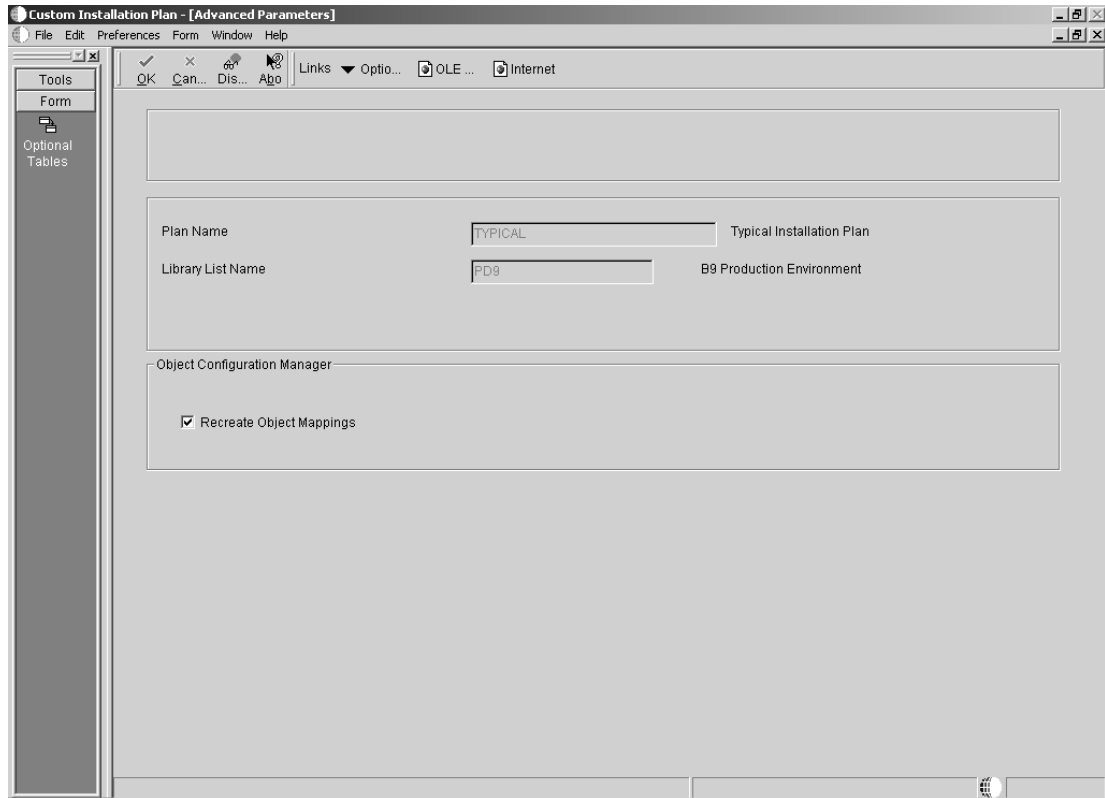 Custom Installation Plan - [Advanced Parameters]
File Edit Preferences Form Window Help
Tools
Form
Optional
Tables
OK Can... Dis... Abo Links Optio... OLE ... Internet
Plan Name TYPICAL Typical Installation Plan
Library List Name PD9 B9 Production Environment
Object Configuration Manager
Recreate Object Mappings